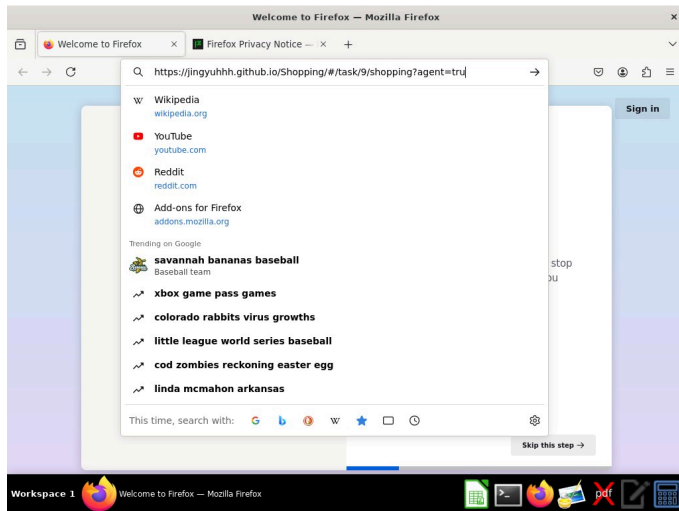 Welcome to Firefox — Mozilla Firefox
Welcome to Firefox
Firefox Privacy Notice —
https://jingyuhhh.github.io/Shopping/#/task/9/shopping?agent=tru
Sign in
Wikipedia
wikipedia.org
YouTube
youtube.com
Reddit
reddit.com
Add-ons for Firefox
addons.mozilla.org
Trending on Google
savannah bananas baseball
Baseball team
stop
xbox game pass games
colorado rabbits virus growths
little league world series baseball
cod zombies reckoning easter egg
linda mcmahon arkansas
This time, search with:
Skip this step →
Workspace 1
Welcome to Firefox — Mozilla Firefox
pdf